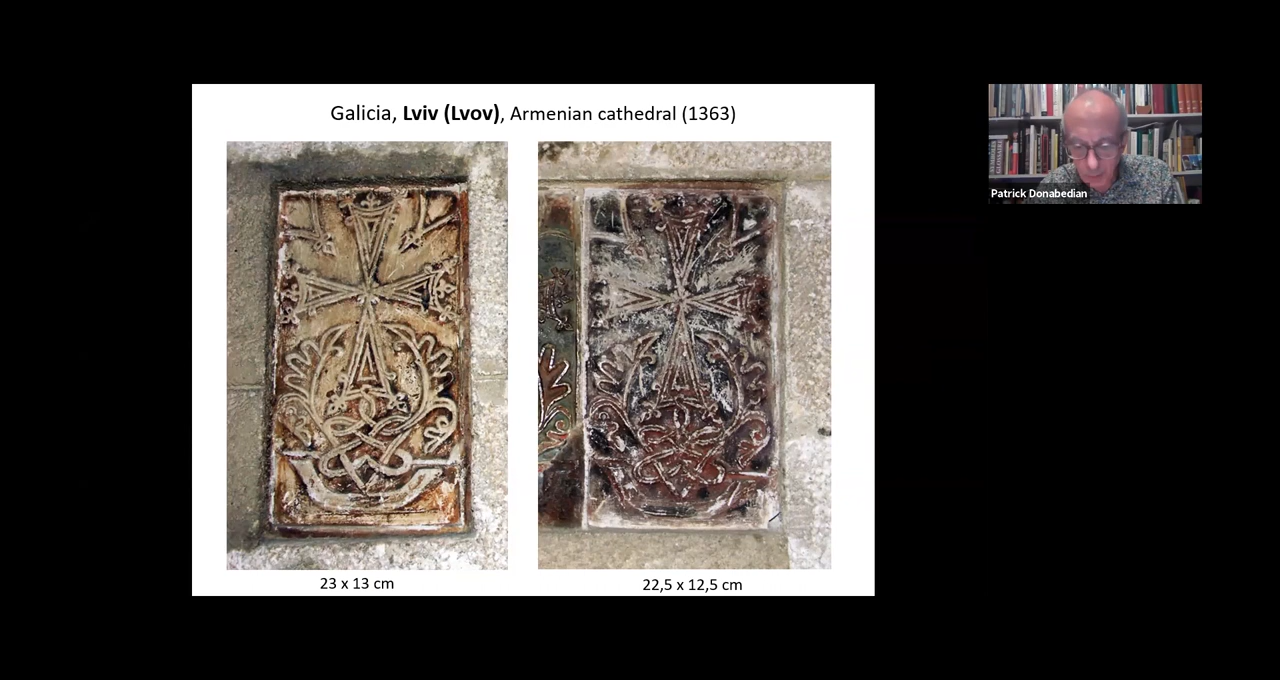 Galicia, Lviv (Lvov), Armenian cathedral (1363)
Patrick Donabedian
23 x 13 cm
22,5 x 12,5 cm